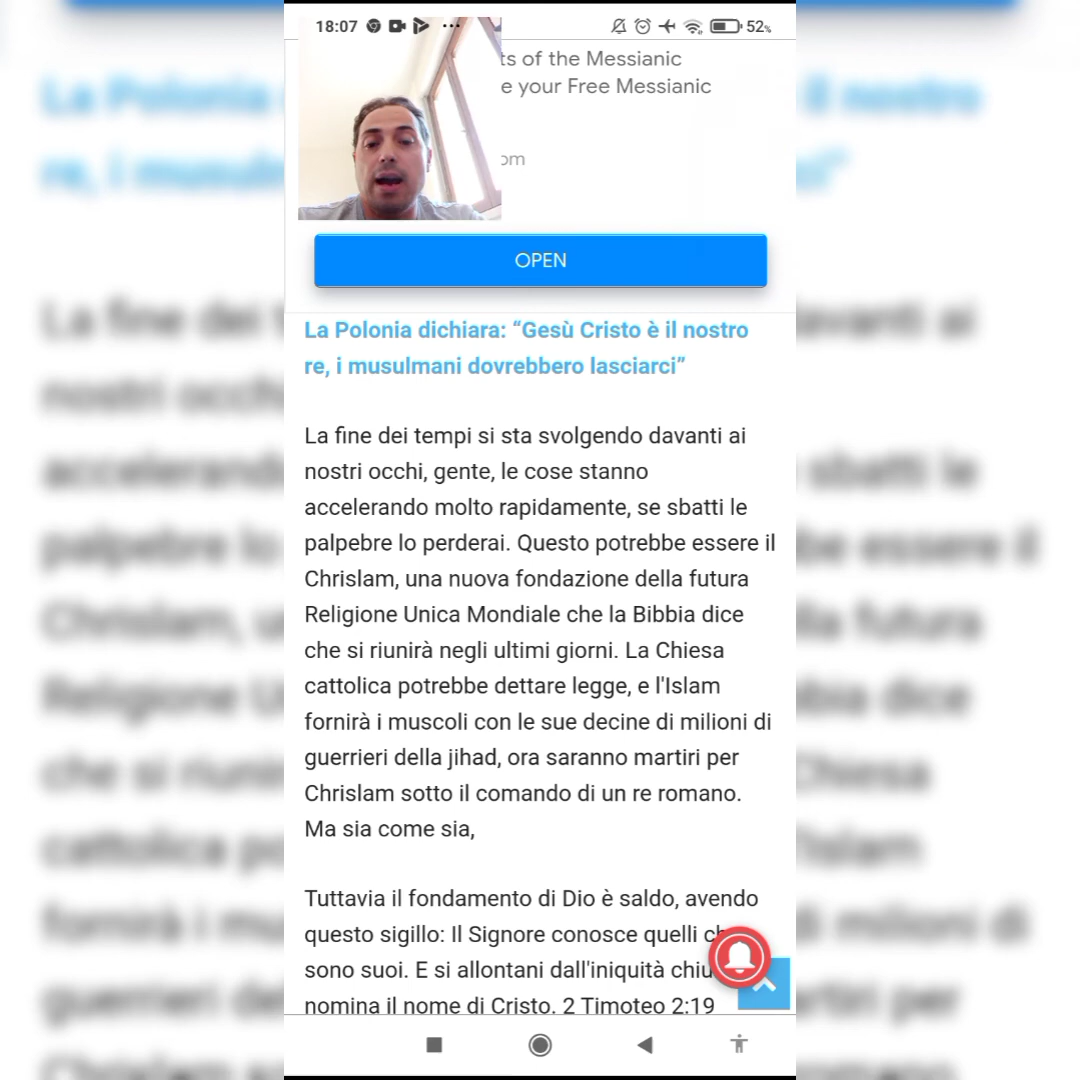 18:07
52%
ts of the Messianic
e your Free Messianic
om
OPEN
La Polonia dichiara: “Gesù Cristo è il nostro
re, i musulmani dovrebbero lasciarci”
La fine dei tempi si sta svolgendo davanti ai
nostri occhi, gente, le cose stanno
accelerando molto rapidamente, se sbatti le
palpebre lo perderai. Questo potrebbe essere il
Chrislam, una nuova fondazione della futura
Religione Unica Mondiale che la Bibbia dice
che si riunirà negli ultimi giorni. La Chiesa
cattolica potrebbe dettare legge, e l'Islam
fornirà i muscoli con le sue decine di milioni di
guerrieri della jihad, ora saranno martiri per
Chrislam sotto il comando di un re romano.
Ma sia come sia,
Tuttavia il fondamento di Dio è saldo, avendo
questo sigillo: Il Signore conosce quelli ch
sono suoi. E si allontani dall'iniquità chiu
nomina il nome di Cristo. 2 Timoteo 2:19